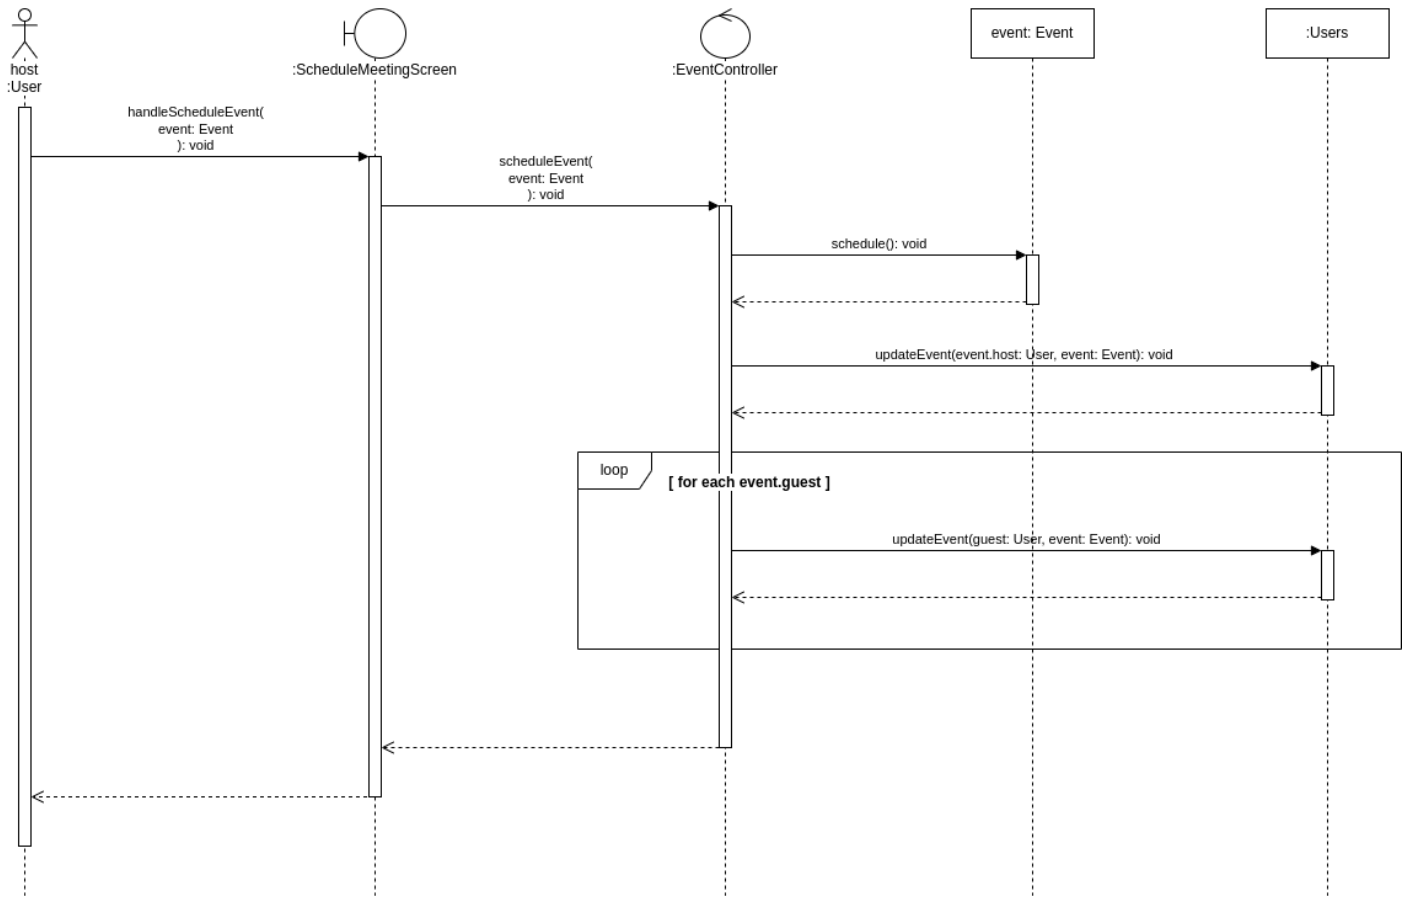 host
:User
:ScheduleMeetingScreen
:EventController
event: Event
:Users
handleScheduleEvent(
event: Event
): void
scheduleEvent(
event: Event
): void
schedule(): void
updateEvent(event.host: User, event: Event): void
loop
[ for each event.guest ]
updateEvent(guest: User, event: Event): void